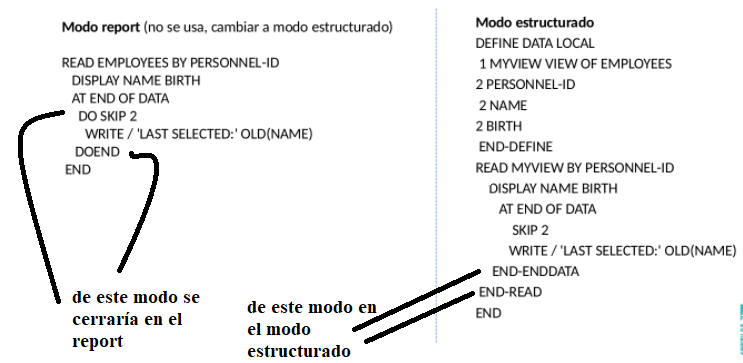 Modo report (no se usa, cambiar a modo estructurado)
READ EMPLOYEES BY PERSONNEL-ID
DISPLAY NAME BIRTH
AT END OF DATA
DO SKIP 2
WRITE / 'LAST SELECTED:' OLD(NAME)
DOEND
END
de este modo se
cerraría en el
report
Modo estructurado
DEFINE DATA LOCAL
1 MYVIEW VIEW OF EMPLOYEES
2 PERSONNEL-ID
2 NAME
2 BIRTH
END-DEFINE
READ MYVIEW BY PERSONNEL-ID
DISPLAY NAME BIRTH
AT END OF DATA
SKIP 2
WRITE / 'LAST SELECTED:' OLD(NAME)
END-ENDDATA
END-READ
END
de este modo en
el modo
estructurado